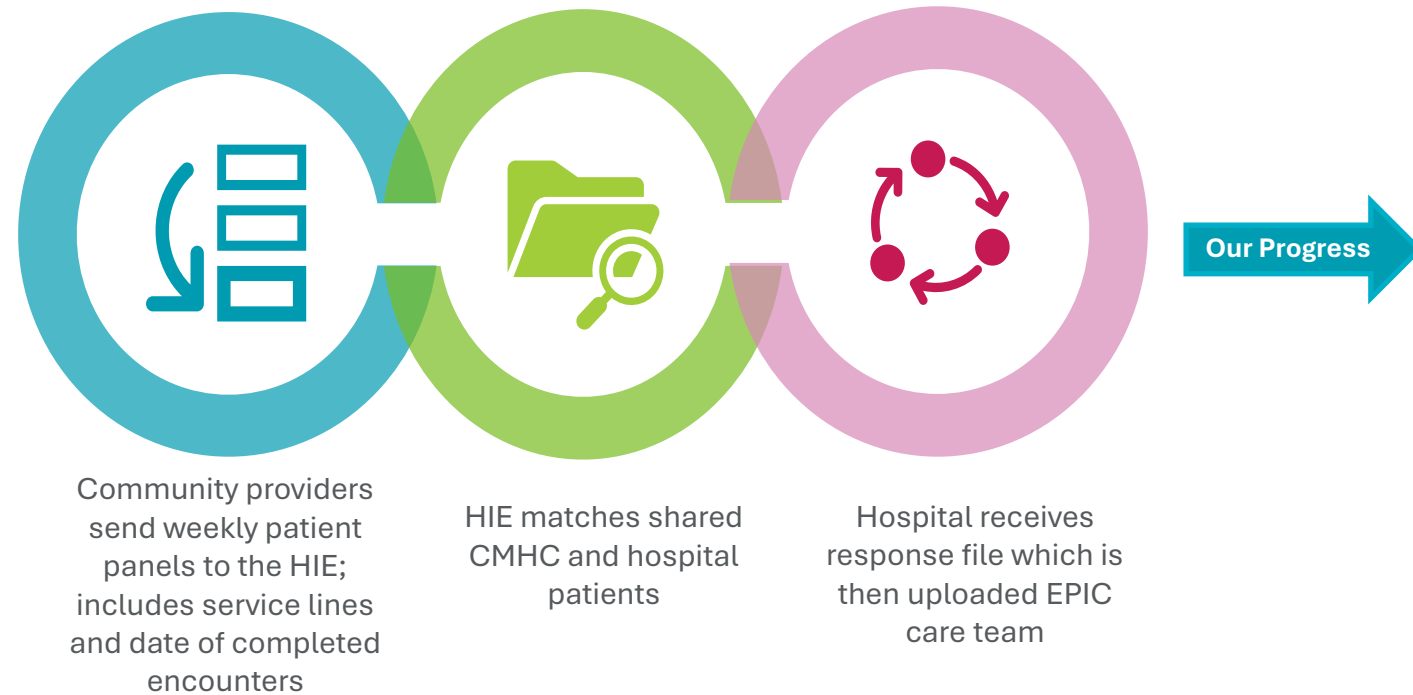 Our Progress
Community providers
send weekly patient
panels to the HIE;
includes service lines
and date of completed
encounters
HIE matches shared
CMHC and hospital
patients
Hospital receives
response file which is
then uploaded EPIC
care team